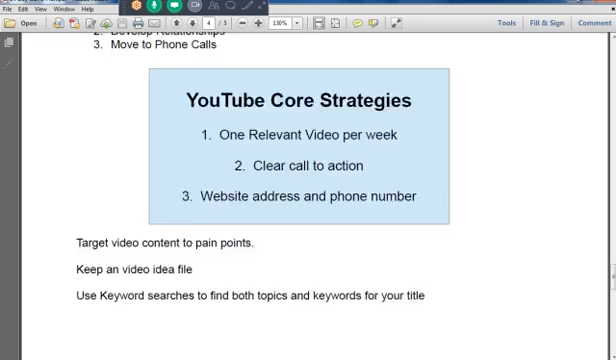 File Edit View Window Help
Open
4 / 5
130%
Tools Fill & Sign Comment
2. Develop Relationships
3. Move to Phone Calls
YouTube Core Strategies
1. One Relevant Video per week
2. Clear call to action
3. Website address and phone number
Target video content to pain points.
Keep an video idea file
Use Keyword searches to find both topics and keywords for your title